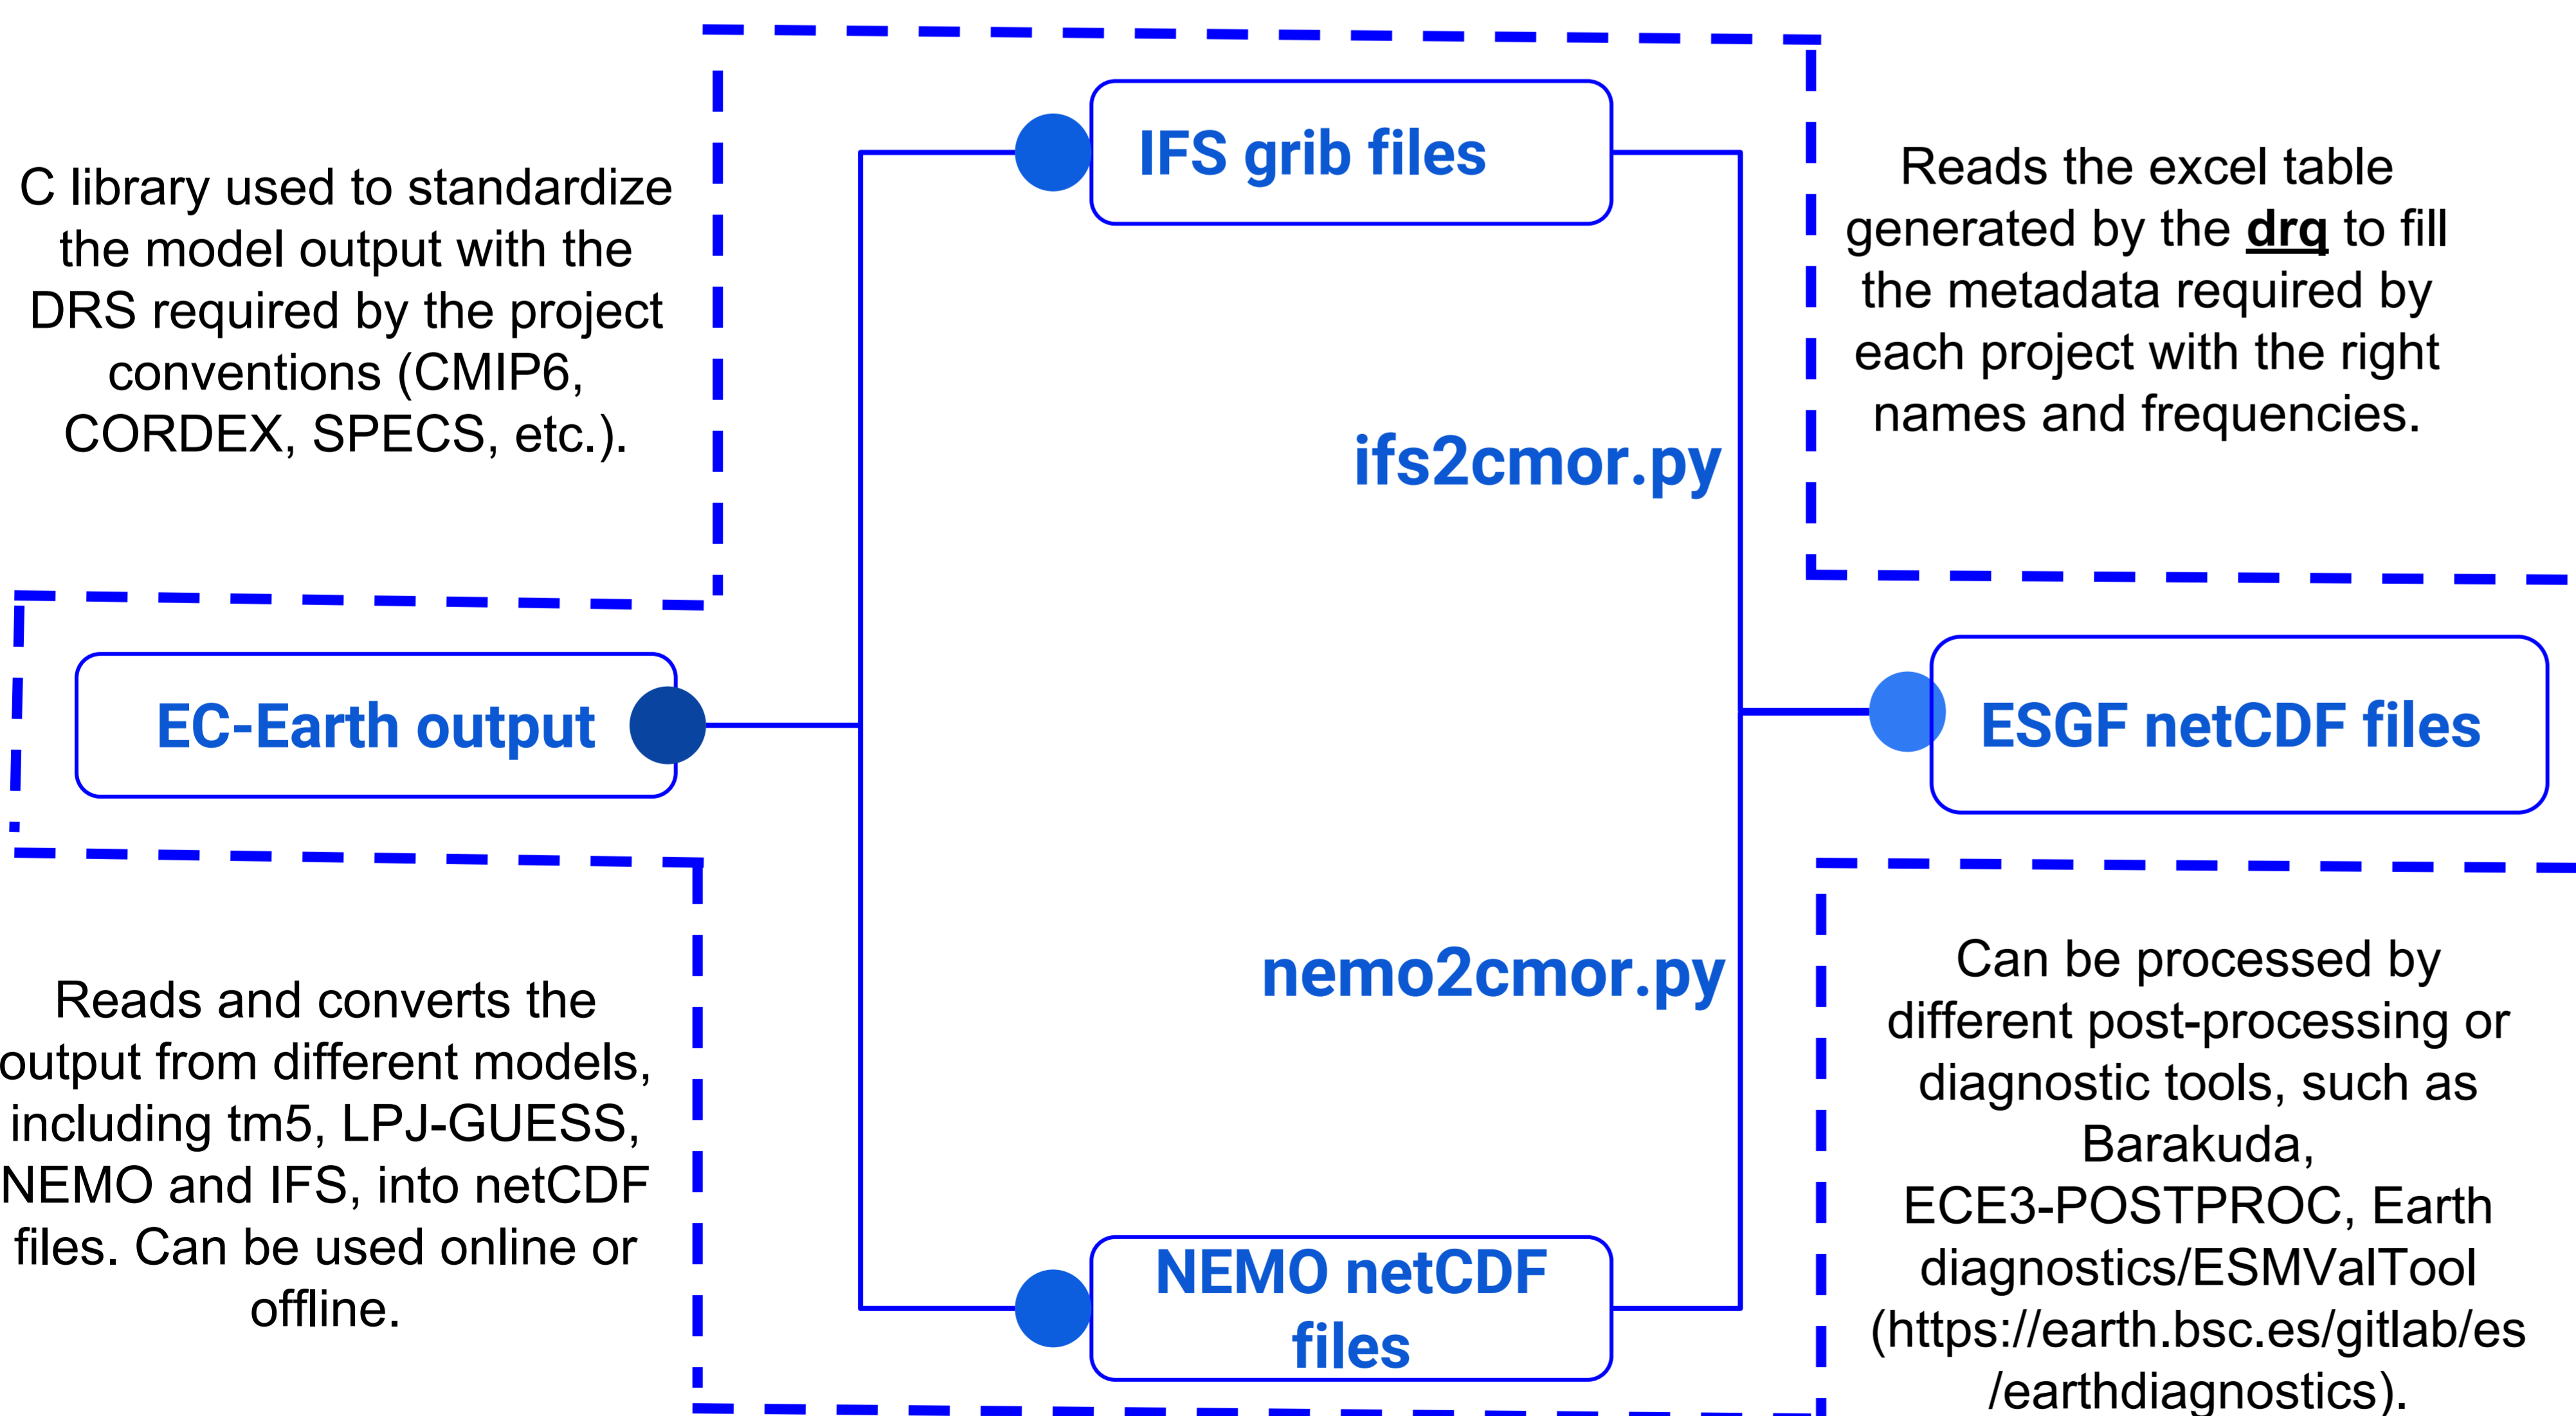 C library used to standardize
the model output with the
DRS required by the project
conventions (CMIP6,
CORDEX, SPECS, etc.).
IFS grib files
Reads the excel table
generated by the drq to fill
the metadata required by
each project with the right
names and frequencies.
ifs2cmor.py
EC-Earth output
ESGF netCDF files
nemo2cmor.py
Reads and converts the
output from different models,
including tm5, LPJ-GUESS,
NEMO and IFS, into netCDF
files. Can be used online or
offline.
NEMO netCDF
files
Can be processed by
different post-processing or
diagnostic tools, such as
Barakuda,
ECE3-POSTPROC, Earth
diagnostics/ESMValTool
(https://earth.bsc.es/gitlab/es
/earthdiagnostics).